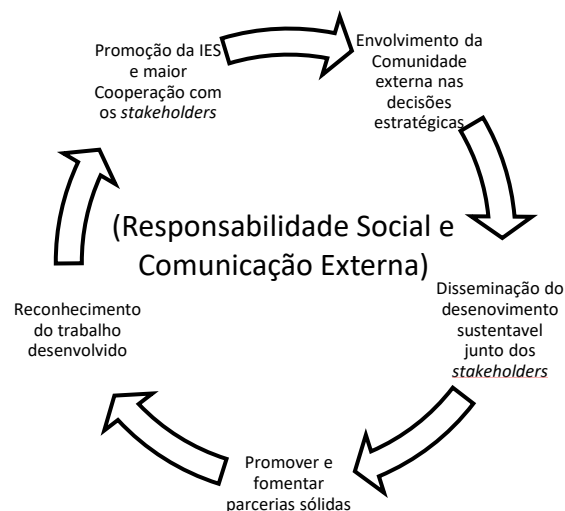 Promoção da IES
e maior
Cooperação com
os stakeholders
Envolvimento da
Comunidade
externa nas
decisões
estratégicas
(Responsabilidade Social e
Comunicação Externa)
Disseminação do
desenovimento
sustentavel
junto dos
stakeholders
Promover e
fomentar
parcerias sólidas
Reconhecimento
do trabalho
desenvolvido